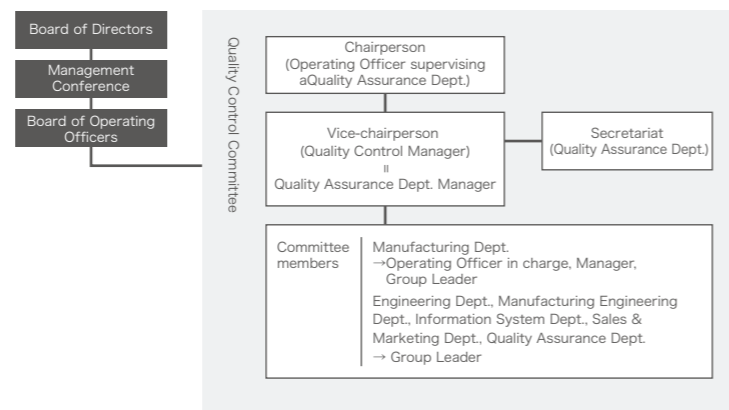 Board of Directors
Management
Conference
Board of Operating
Officers
Quality Control Committee
Chairperson
(Operating Officer supervising
aQuality Assurance Dept.)
Vice-chairperson
(Quality Control Manager)
=
Quality Assurance Dept. Manager
Secretariat
(Quality Assurance Dept.)
Committee
members
Manufacturing Dept.
→Operating Officer in charge, Manager,
Group Leader
Engineering Dept., Manufacturing Engineering
Dept., Information System Dept., Sales &
Marketing Dept., Quality Assurance Dept.
→ Group Leader